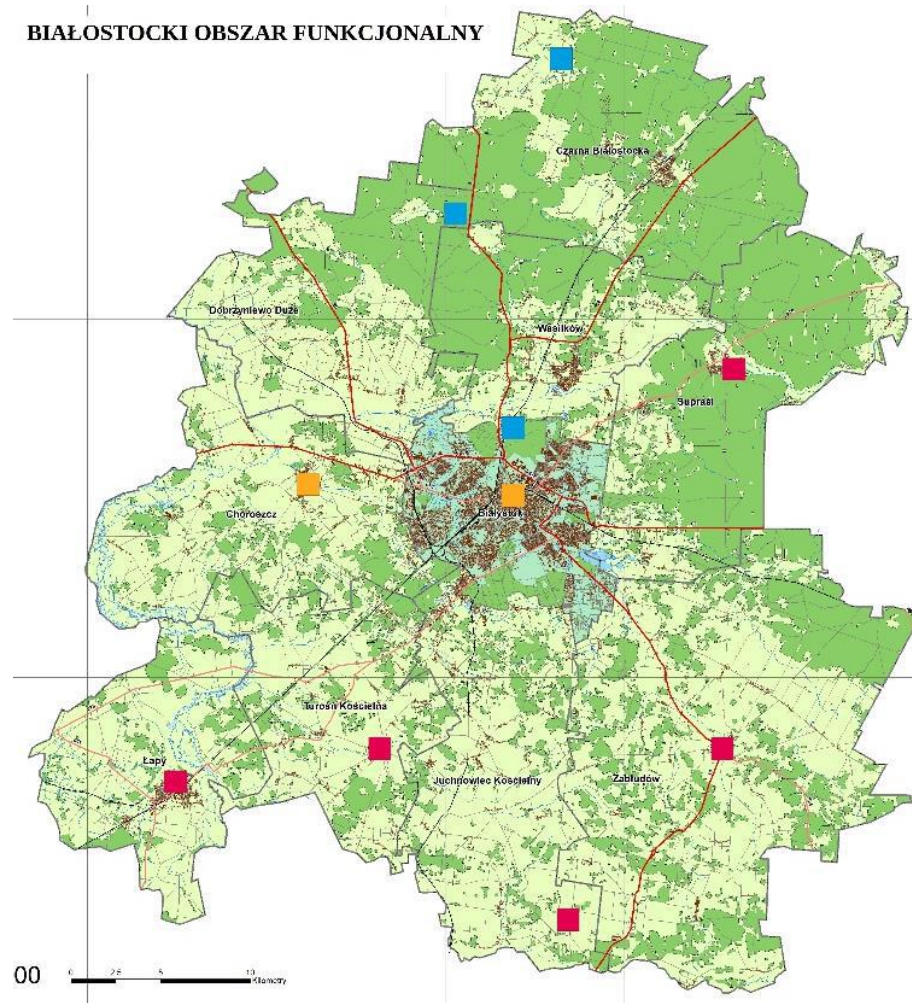 BIAŁOSTOCKI OBSZAR FUNKCJONALNY
Czarna Białostocka
Dobrzyniewo Duże
Wasilków
Supraśl
Choroszcz
Białystok
Turośń Kościelna
Łapy
Juchnowiec Kościelny
Zabłudów
00
0 2,5 5 10
Kilometry